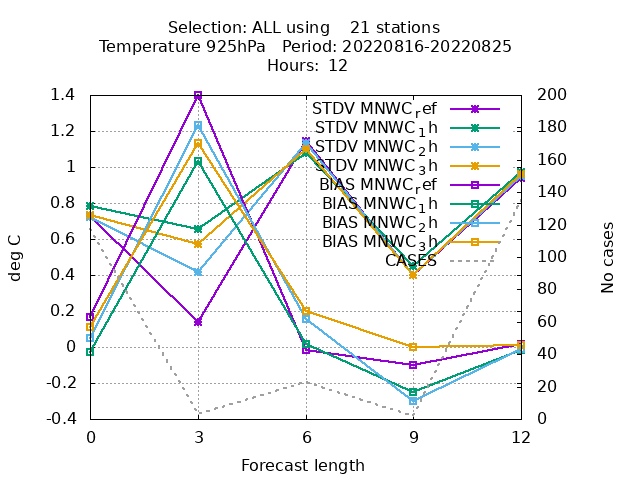 Selection: ALL using    21 stations
Temperature 925hPa   Period: 20220816-20220825
Hours:  12
1.4
1.2
1
0.8
0.6
0.4
0.2
0
-0.2
-0.4
deg C
200
180
160
140
120
100
80
60
40
20
0
No cases
STDV MNWC_ref
STDV MNWC_1h
STDV MNWC_2h
STDV MNWC_3h
BIAS MNWC_ref
BIAS MNWC_1h
BIAS MNWC_2h
BIAS MNWC_3h
CASES
0 3 6 9 12
Forecast length